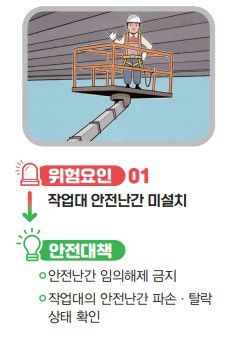 위험요인 01
작업대 안전난간 미설치
안전대책
안전난간 임의해제 금지
작업대의 안전난간 파손 · 탈락
상태 확인